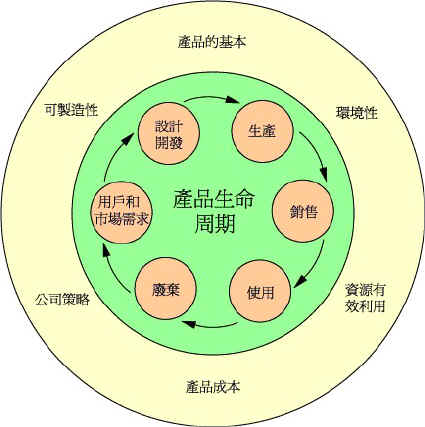 產品的基本
可製造性
環境性
設計
開發
生產
用戶和
市場需求
產品生命
周期
銷售
廢棄
使用
公司策略
資源有
效利用
產品成本